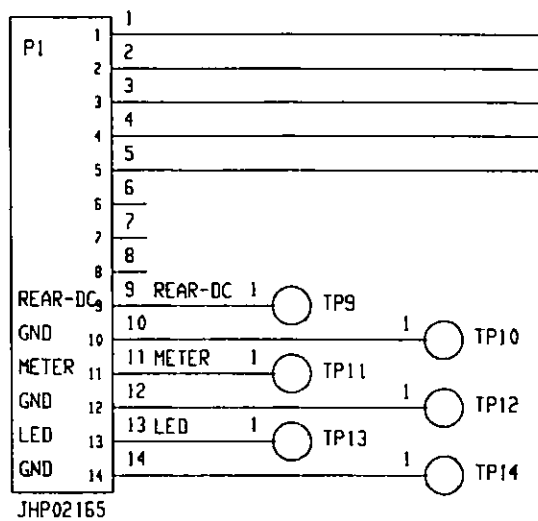 1
P1 1
2
2
3
3
4
4
5
5
6
6
7
7
8
8
9 REAR-DC 1
REAR-DC 9 TP9
GND 10 1
10 TP10
METER 11 METER 1
11 TP11
GND 12 1
12 TP12
LED 13 LED 1
13 TP13
GND 14 1
14 TP14
JHP02165